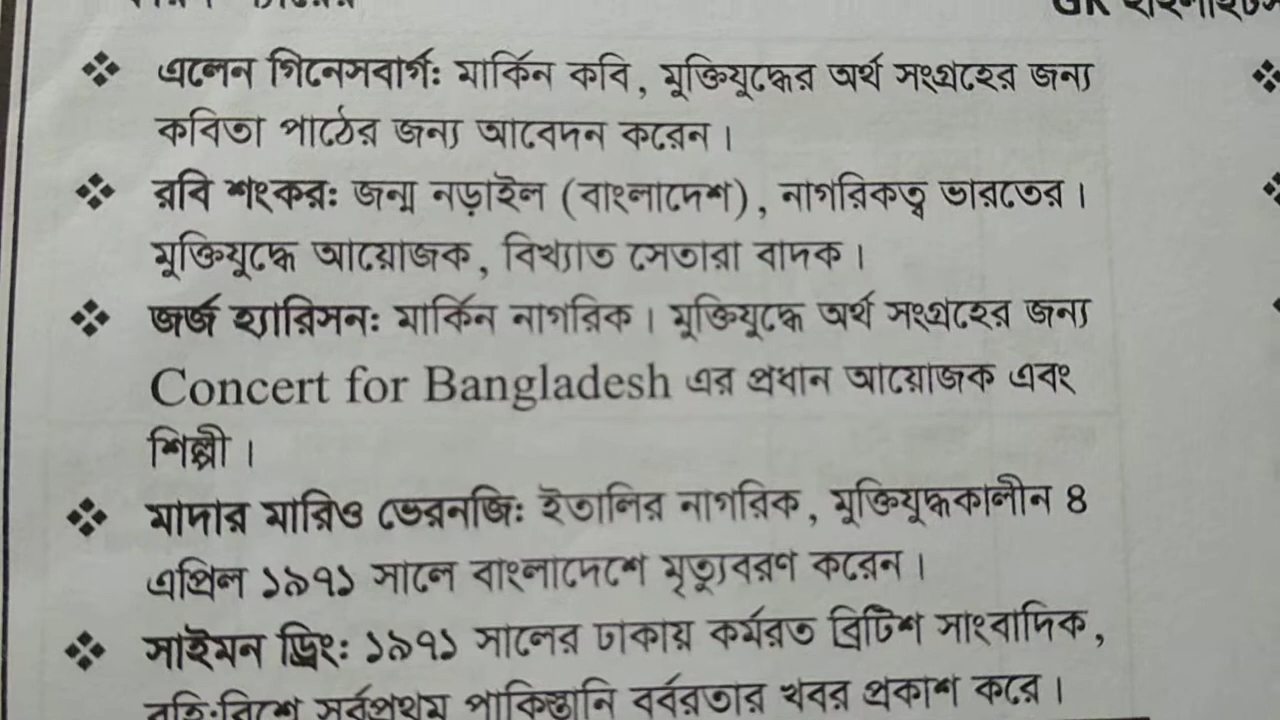 ❖ এলেন গিনেসবার্গ: মার্কিন কবি, মুক্তিযুদ্ধের অর্থ সংগ্রহের জন্য
কবিতা পাঠের জন্য আবেদন করেন।
❖ রবি শংকর: জন্ম নড়াইল (বাংলাদেশ), নাগরিকত্ব ভারতের।
মুক্তিযুদ্ধে আয়োজক, বিখ্যাত সেতারা বাদক।
❖ জর্জ হ্যারিসন: মার্কিন নাগরিক। মুক্তিযুদ্ধে অর্থ সংগ্রহের জন্য
Concert for Bangladesh এর প্রধান আয়োজক এবং
শিল্পী।
❖ মাদার মারিও ভেরনজি: ইতালির নাগরিক, মুক্তিযুদ্ধকালীন ৪
এপ্রিল ১৯৭১ সালে বাংলাদেশে মৃত্যুবরণ করেন।
❖ সাইমন ড্রিং: ১৯৭১ সালের ঢাকায় কর্মরত ব্রিটিশ সাংবাদিক,
সর্বপ্রথম পাকিস্তানি বর্বরতার খবর প্রকাশ করে।